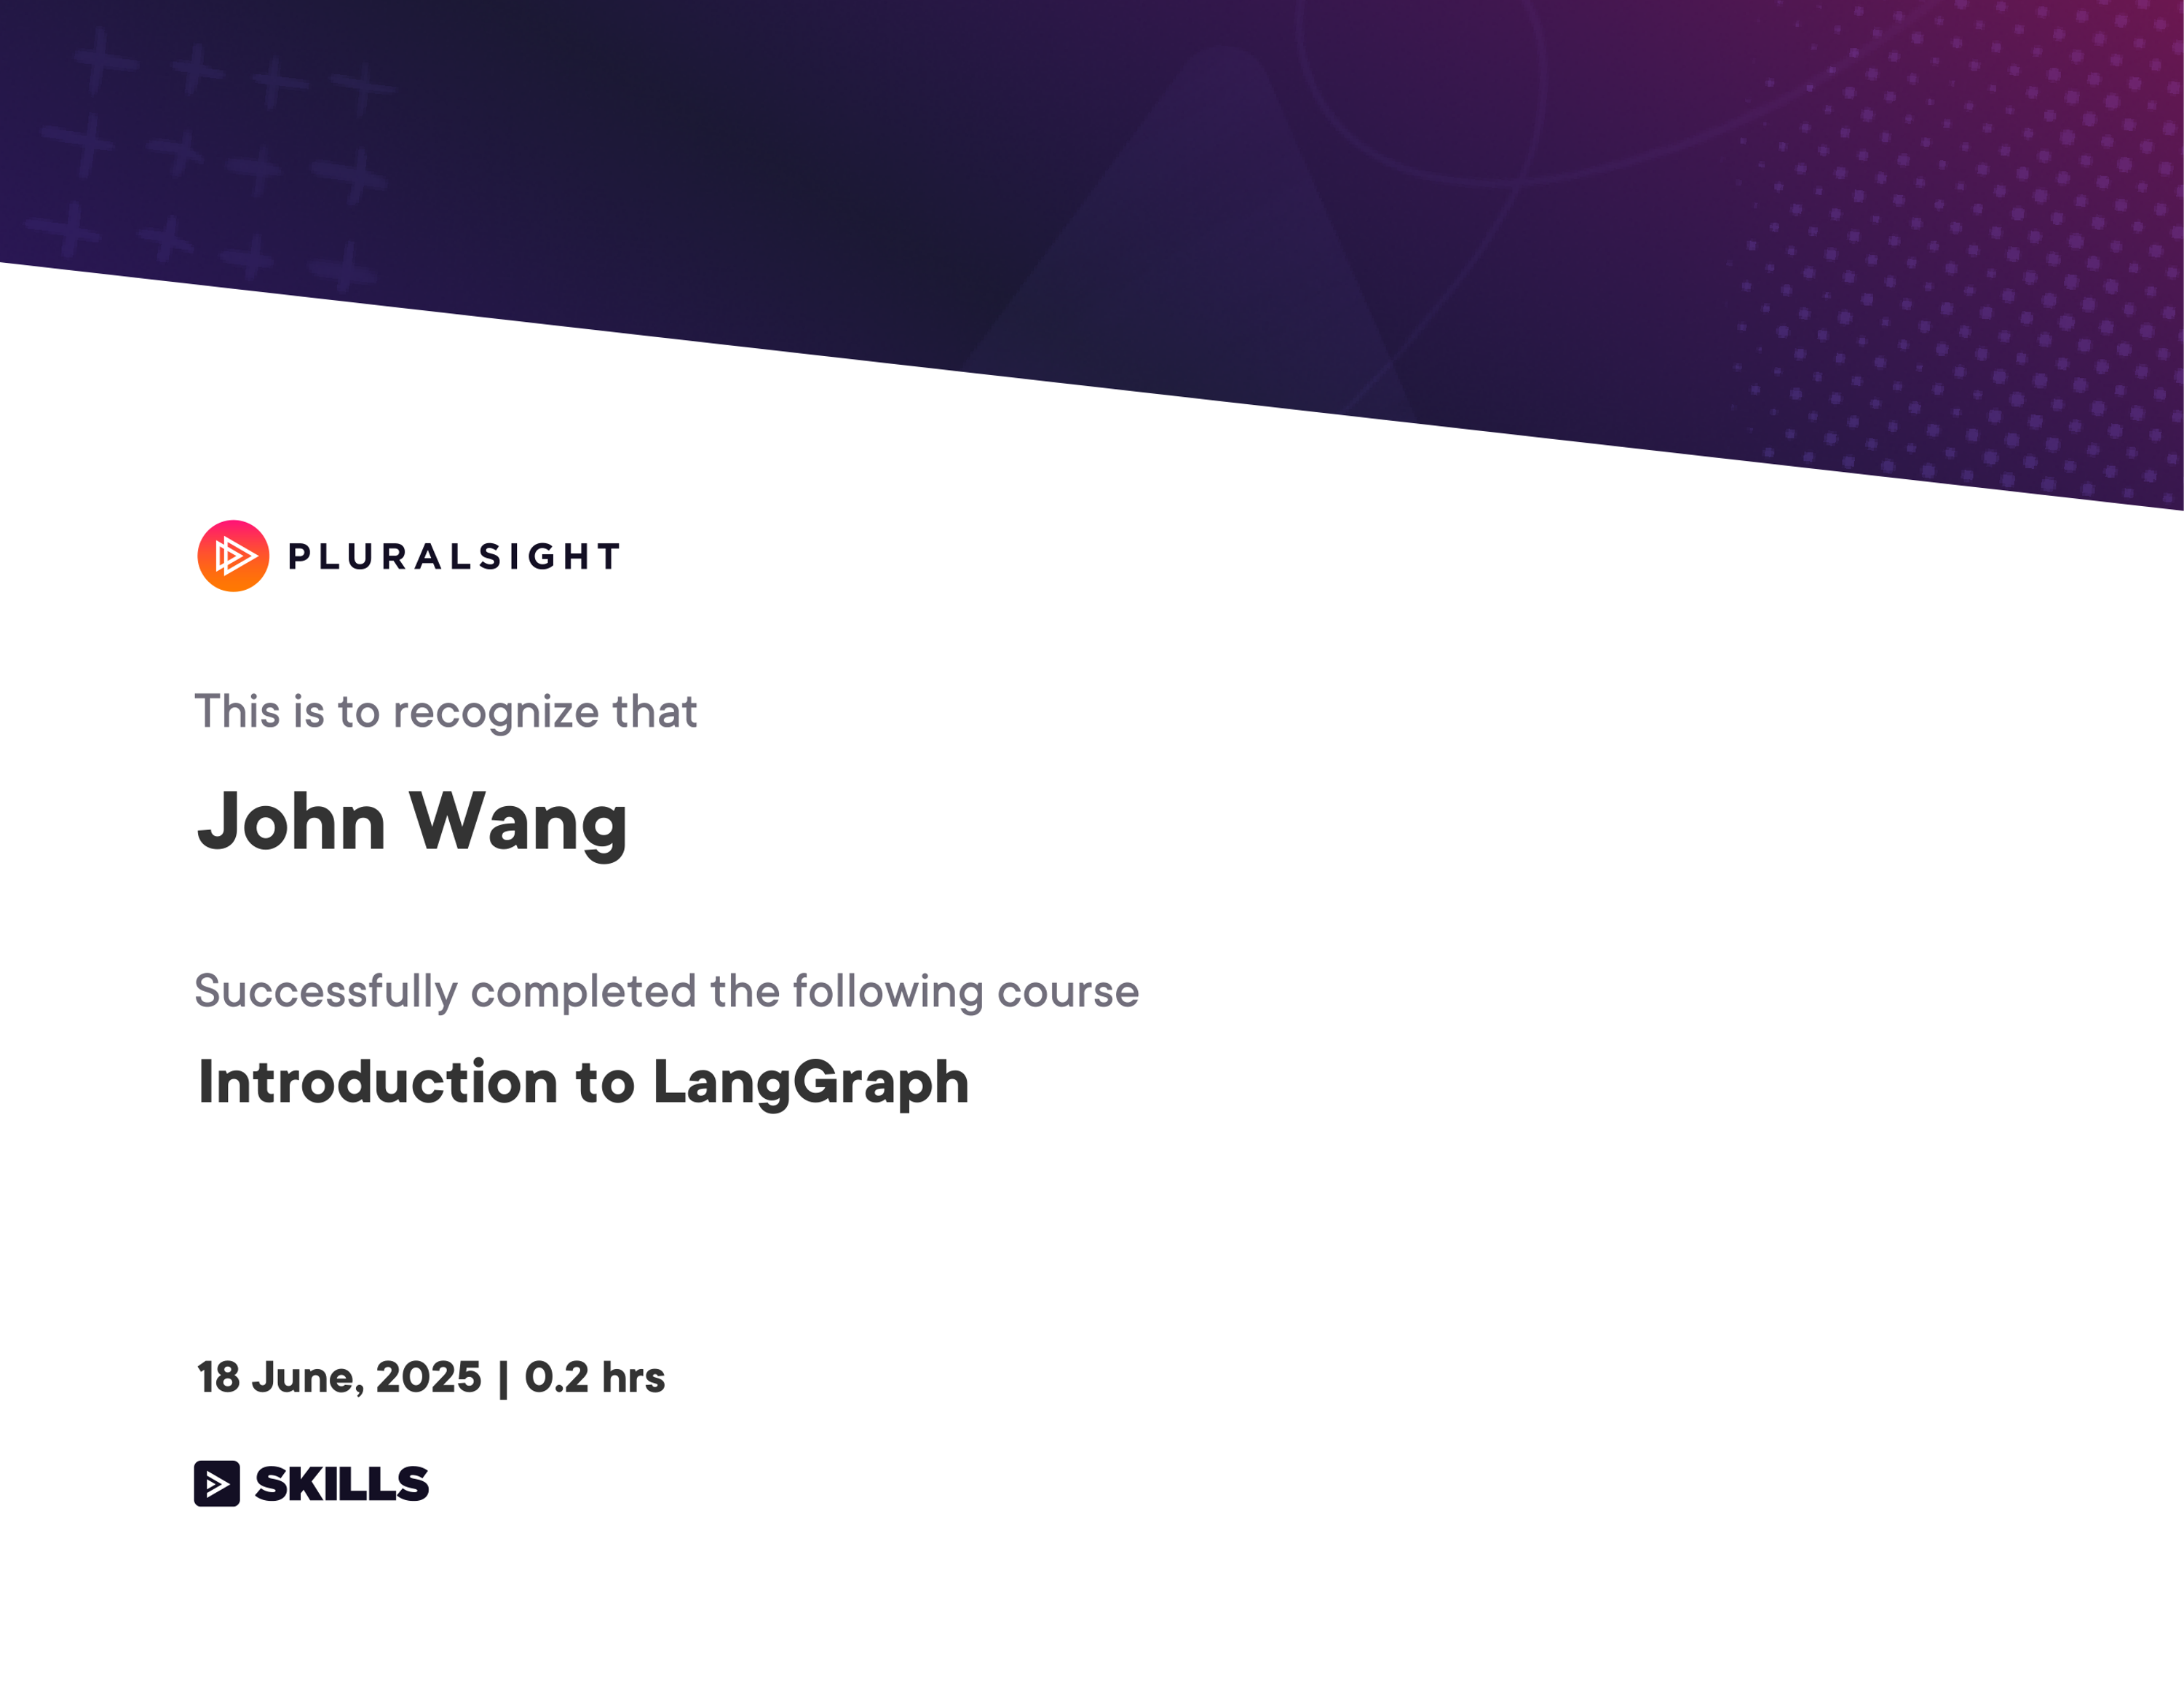 PLURALSIGHT
This is to recognize that
John Wang
Successfully completed the following course
Introduction to LangGraph
18 June, 2025 | 0.2 hrs
SKILLS